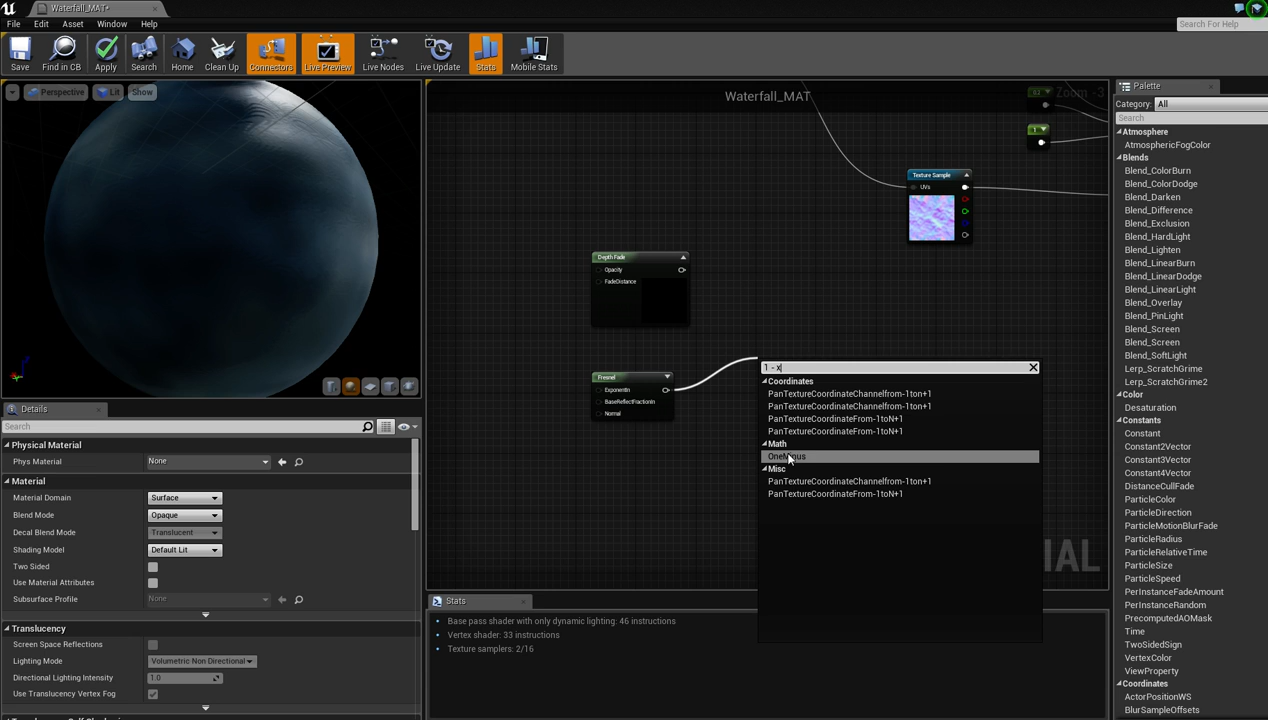 Waterfall_MAT*
File Edit Asset Window Help
Search For Help
Save Find in CB Apply Search Home Clean Up Connectors Live Preview Live Nodes Live Update Stats Mobile Stats
Perspective Lit Show
Waterfall_MAT
Zoom -3
0.1
1
Texture Sample
UVs
Depth Fade
Opacity
FadeDistance
Fresnel
ExponentIn
BaseReflectFractionIn
Normal
1 - x
Coordinates
PanTextureCoordinateChannelfrom-1ton+1
PanTextureCoordinateChannelfrom-1ton+1
PanTextureCoordinateFrom-1toN+1
PanTextureCoordinateFrom-1toN+1
Math
OneMinus
Misc
PanTextureCoordinateChannelfrom-1ton+1
PanTextureCoordinateFrom-1toN+1
Details
Search
Physical Material
Phys Material None
Material
Material Domain Surface
Blend Mode Opaque
Decal Blend Mode Translucent
Shading Model Default Lit
Two Sided
Use Material Attributes
Subsurface Profile None
Translucency
Screen Space Reflections
Lighting Mode Volumetric Non Directional
Directional Lighting Intensity 1.0
Use Translucency Vertex Fog
Stats
Base pass shader with only dynamic lighting: 46 instructions
Vertex shader: 33 instructions
Texture samplers: 2/16
Palette
Category: All
Search
Atmosphere
AtmosphericFogColor
Blends
Blend_ColorBurn
Blend_ColorDodge
Blend_Darken
Blend_Difference
Blend_Exclusion
Blend_HardLight
Blend_Lighten
Blend_LinearBurn
Blend_LinearDodge
Blend_LinearLight
Blend_Overlay
Blend_PinLight
Blend_Screen
Blend_Screen
Blend_SoftLight
Lerp_ScratchGrime
Lerp_ScratchGrime2
Color
Desaturation
Constants
Constant
Constant2Vector
Constant3Vector
Constant4Vector
DistanceCullFade
ParticleColor
ParticleDirection
ParticleMotionBlurFade
ParticleRadius
ParticleRelativeTime
ParticleSize
ParticleSpeed
PerInstanceFadeAmount
PerInstanceRandom
PrecomputedAOMask
Time
TwoSidedSign
VertexColor
ViewProperty
Coordinates
ActorPositionWS
BlurSampleOffsets